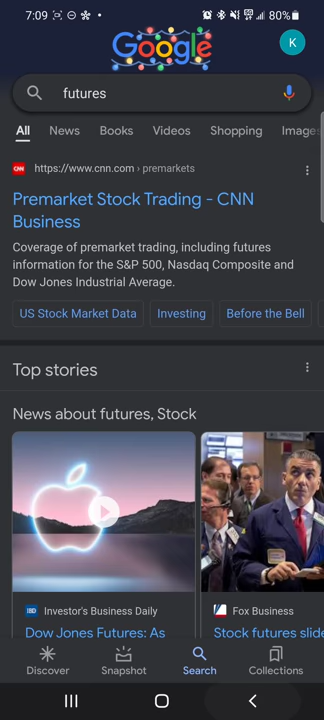 7:09
80%
Google
K
futures
All News Books Videos Shopping Images
CNN https://www.cnn.com › premarkets
Premarket Stock Trading - CNN
Business
Coverage of premarket trading, including futures
information for the S&P 500, Nasdaq Composite and
Dow Jones Industrial Average.
US Stock Market Data Investing Before the Bell
Top stories
News about futures, Stock
IBD Investor's Business Daily
Fox Business
Dow Jones Futures: As
Stock futures slide
Discover Snapshot Search Collections